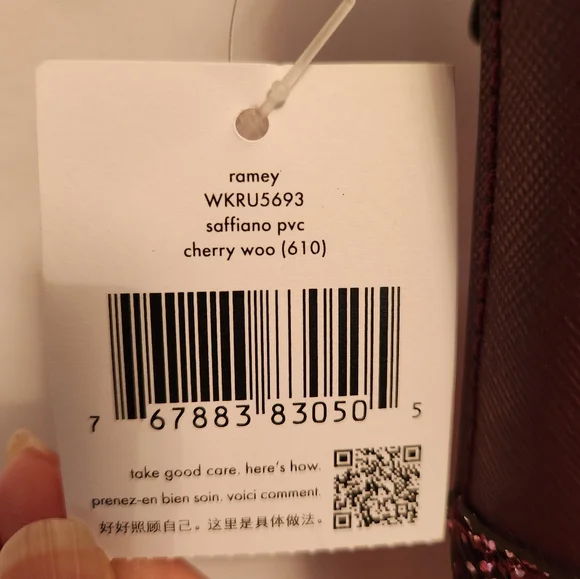 ramey
WKRU5693
saffiano pvc
cherry woo (610)
7 67883 83050 5
take good care. here's how.
prenez-en bien soin. voici comment.
好好照顾自己。这里是具体做法。